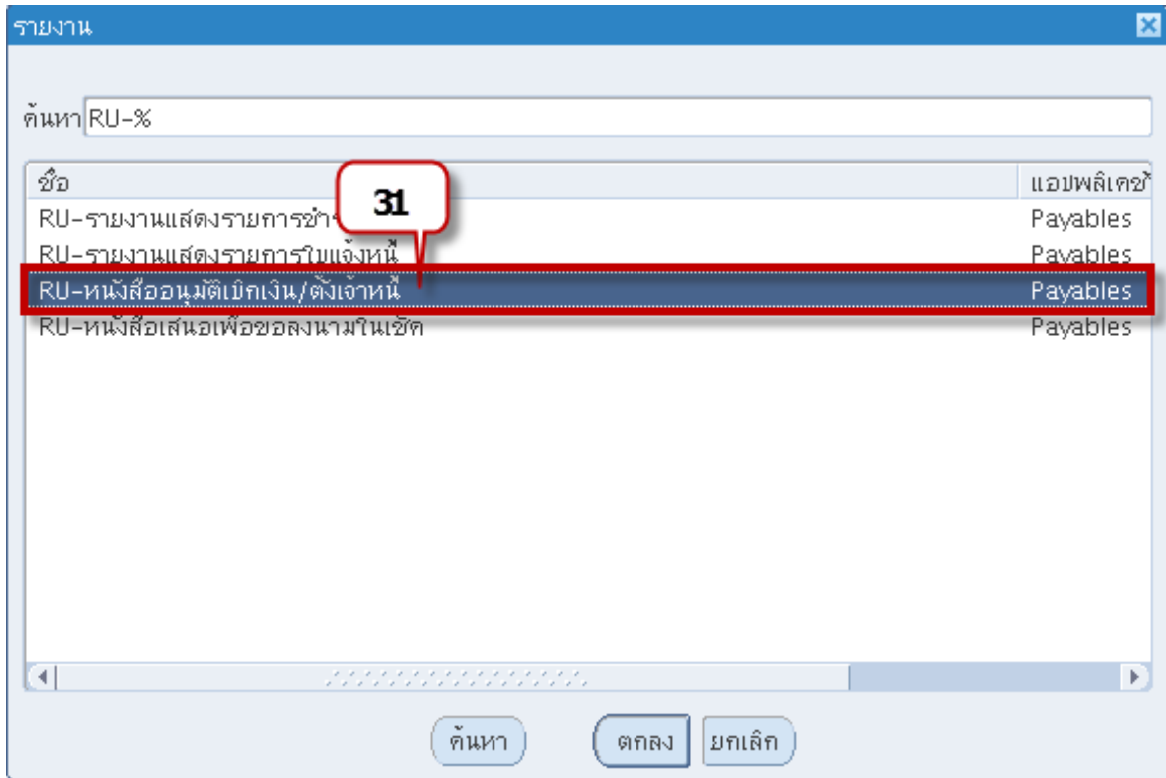 รายงาน
ค้นหา RU-%
ชื่อ แอปพลิเคชั
31
RU-รายงานแสดงรายการชำร Payables
RU-รายงานแสดงรายการใบแจ้งหนี้ Payables
RU-หนังสืออนุมัติเบิกเงิน/ตั้งเจ้าหนี้ Payables
RU-หนังสือเสนอเพื่อขอลงนามในเช็ค Payables
ค้นหา ตกลง ยกเลิก